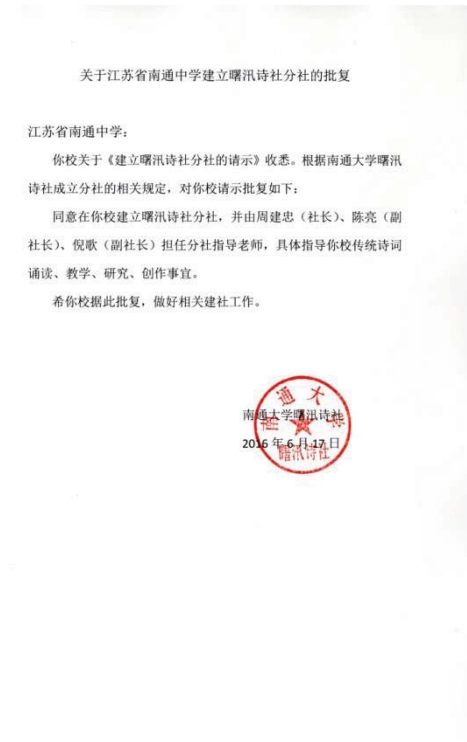 关于江苏省南通中学建立曙汛诗社分社的批复
江苏省南通中学：
你校关于《建立曙汛诗社分社的请示》收悉。根据南通大学曙汛
诗社成立分社的相关规定，对你校请示批复如下：
同意在你校建立曙汛诗社分社，并由周建忠（社长）、陈亮（副
社长）、倪歌（副社长）担任分社指导老师，具体指导你校传统诗词
诵读、教学、研究、创作事宜。
希你校据此批复，做好相关建社工作。
南通大学曙汛诗社
2016年6月17日
南通大学
曙汛诗社